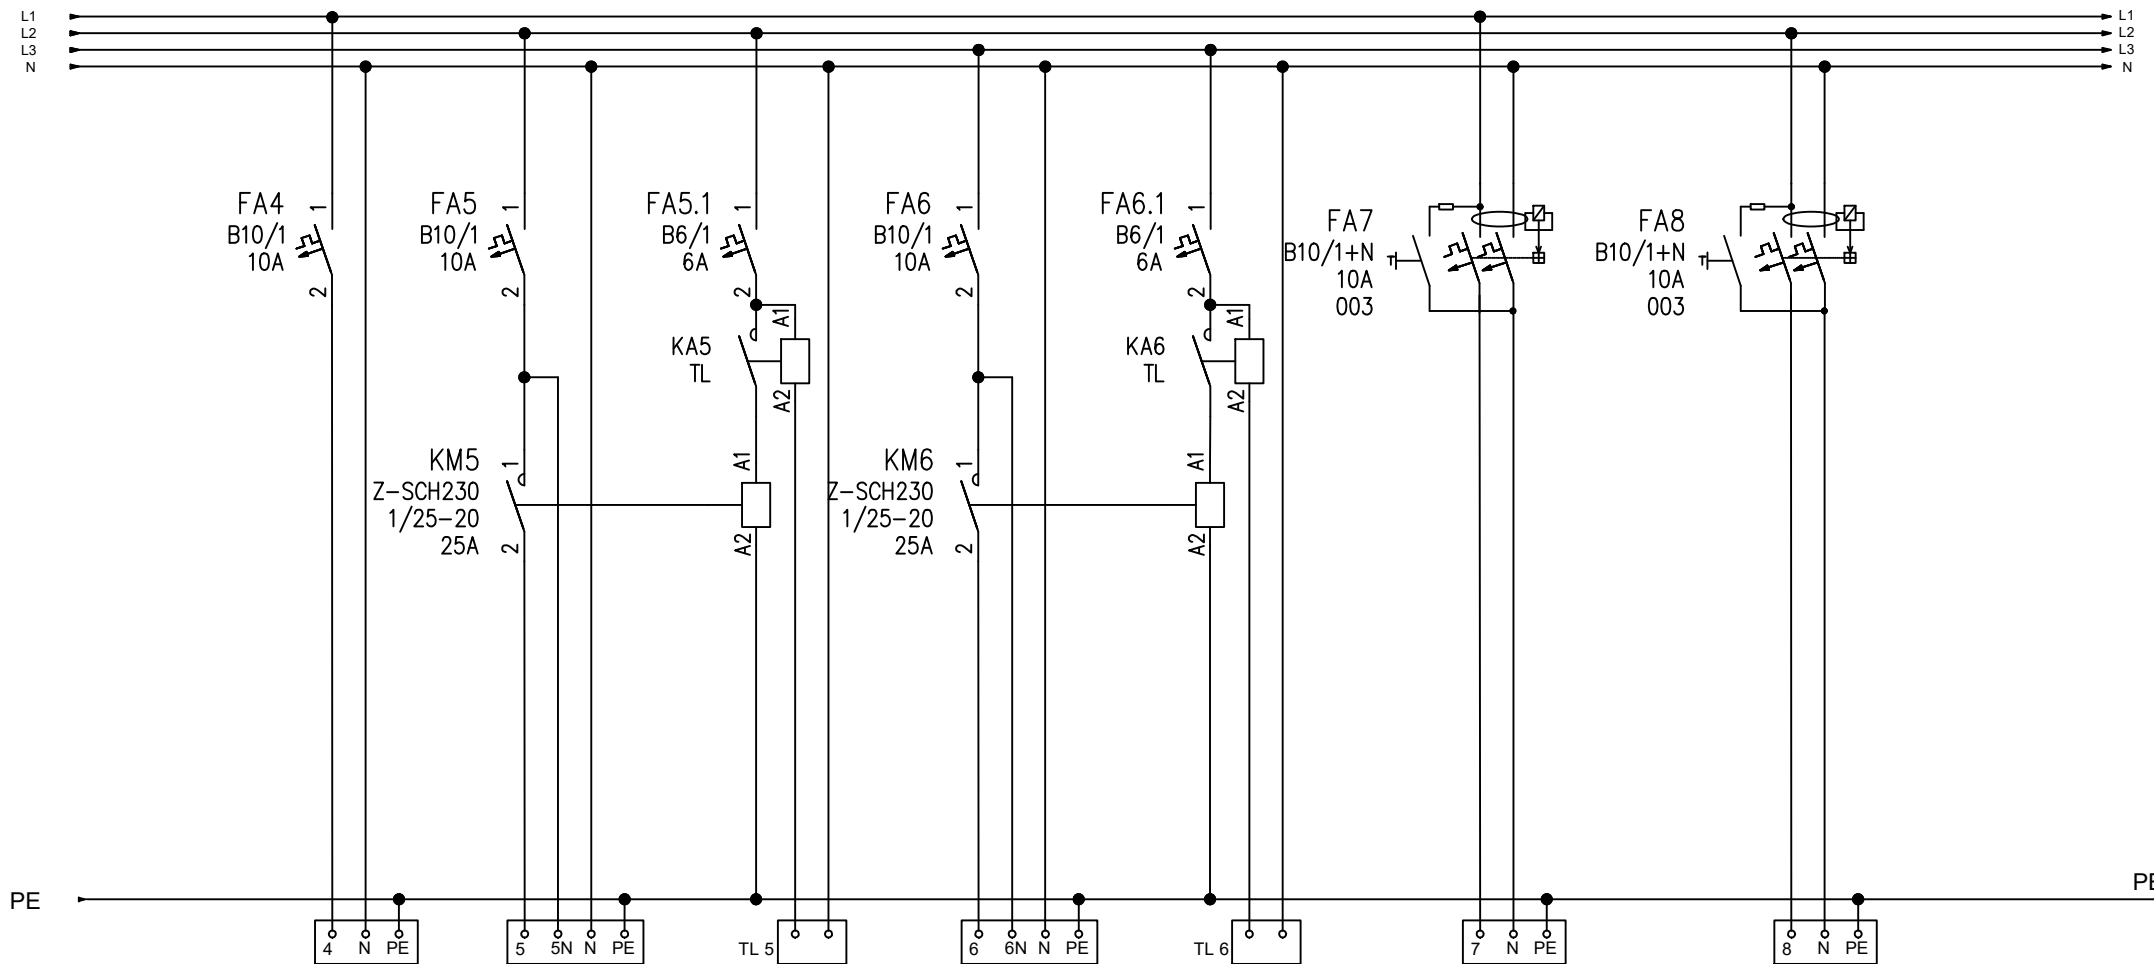 L1
L2
L3
N
L1
L2
L3
N
FA4
B10/1
10A
1
2
FA5
B10/1
10A
1
2
FA5.1
B6/1
6A
1
2
FA6
B10/1
10A
1
2
FA6.1
B6/1
6A
1
2
FA7
B10/1+N
10A
003
FA8
B10/1+N
10A
003
KA5
TL
A1
A2
KA6
TL
A1
A2
KM5
Z-SCH230
1/25-20
25A
1
2
A1
A2
KM6
Z-SCH230
1/25-20
25A
1
2
A1
A2
PE
PE
4 N PE
5 5N N PE
TL 5
6 6N N PE
TL 6
7 N PE
8 N PE